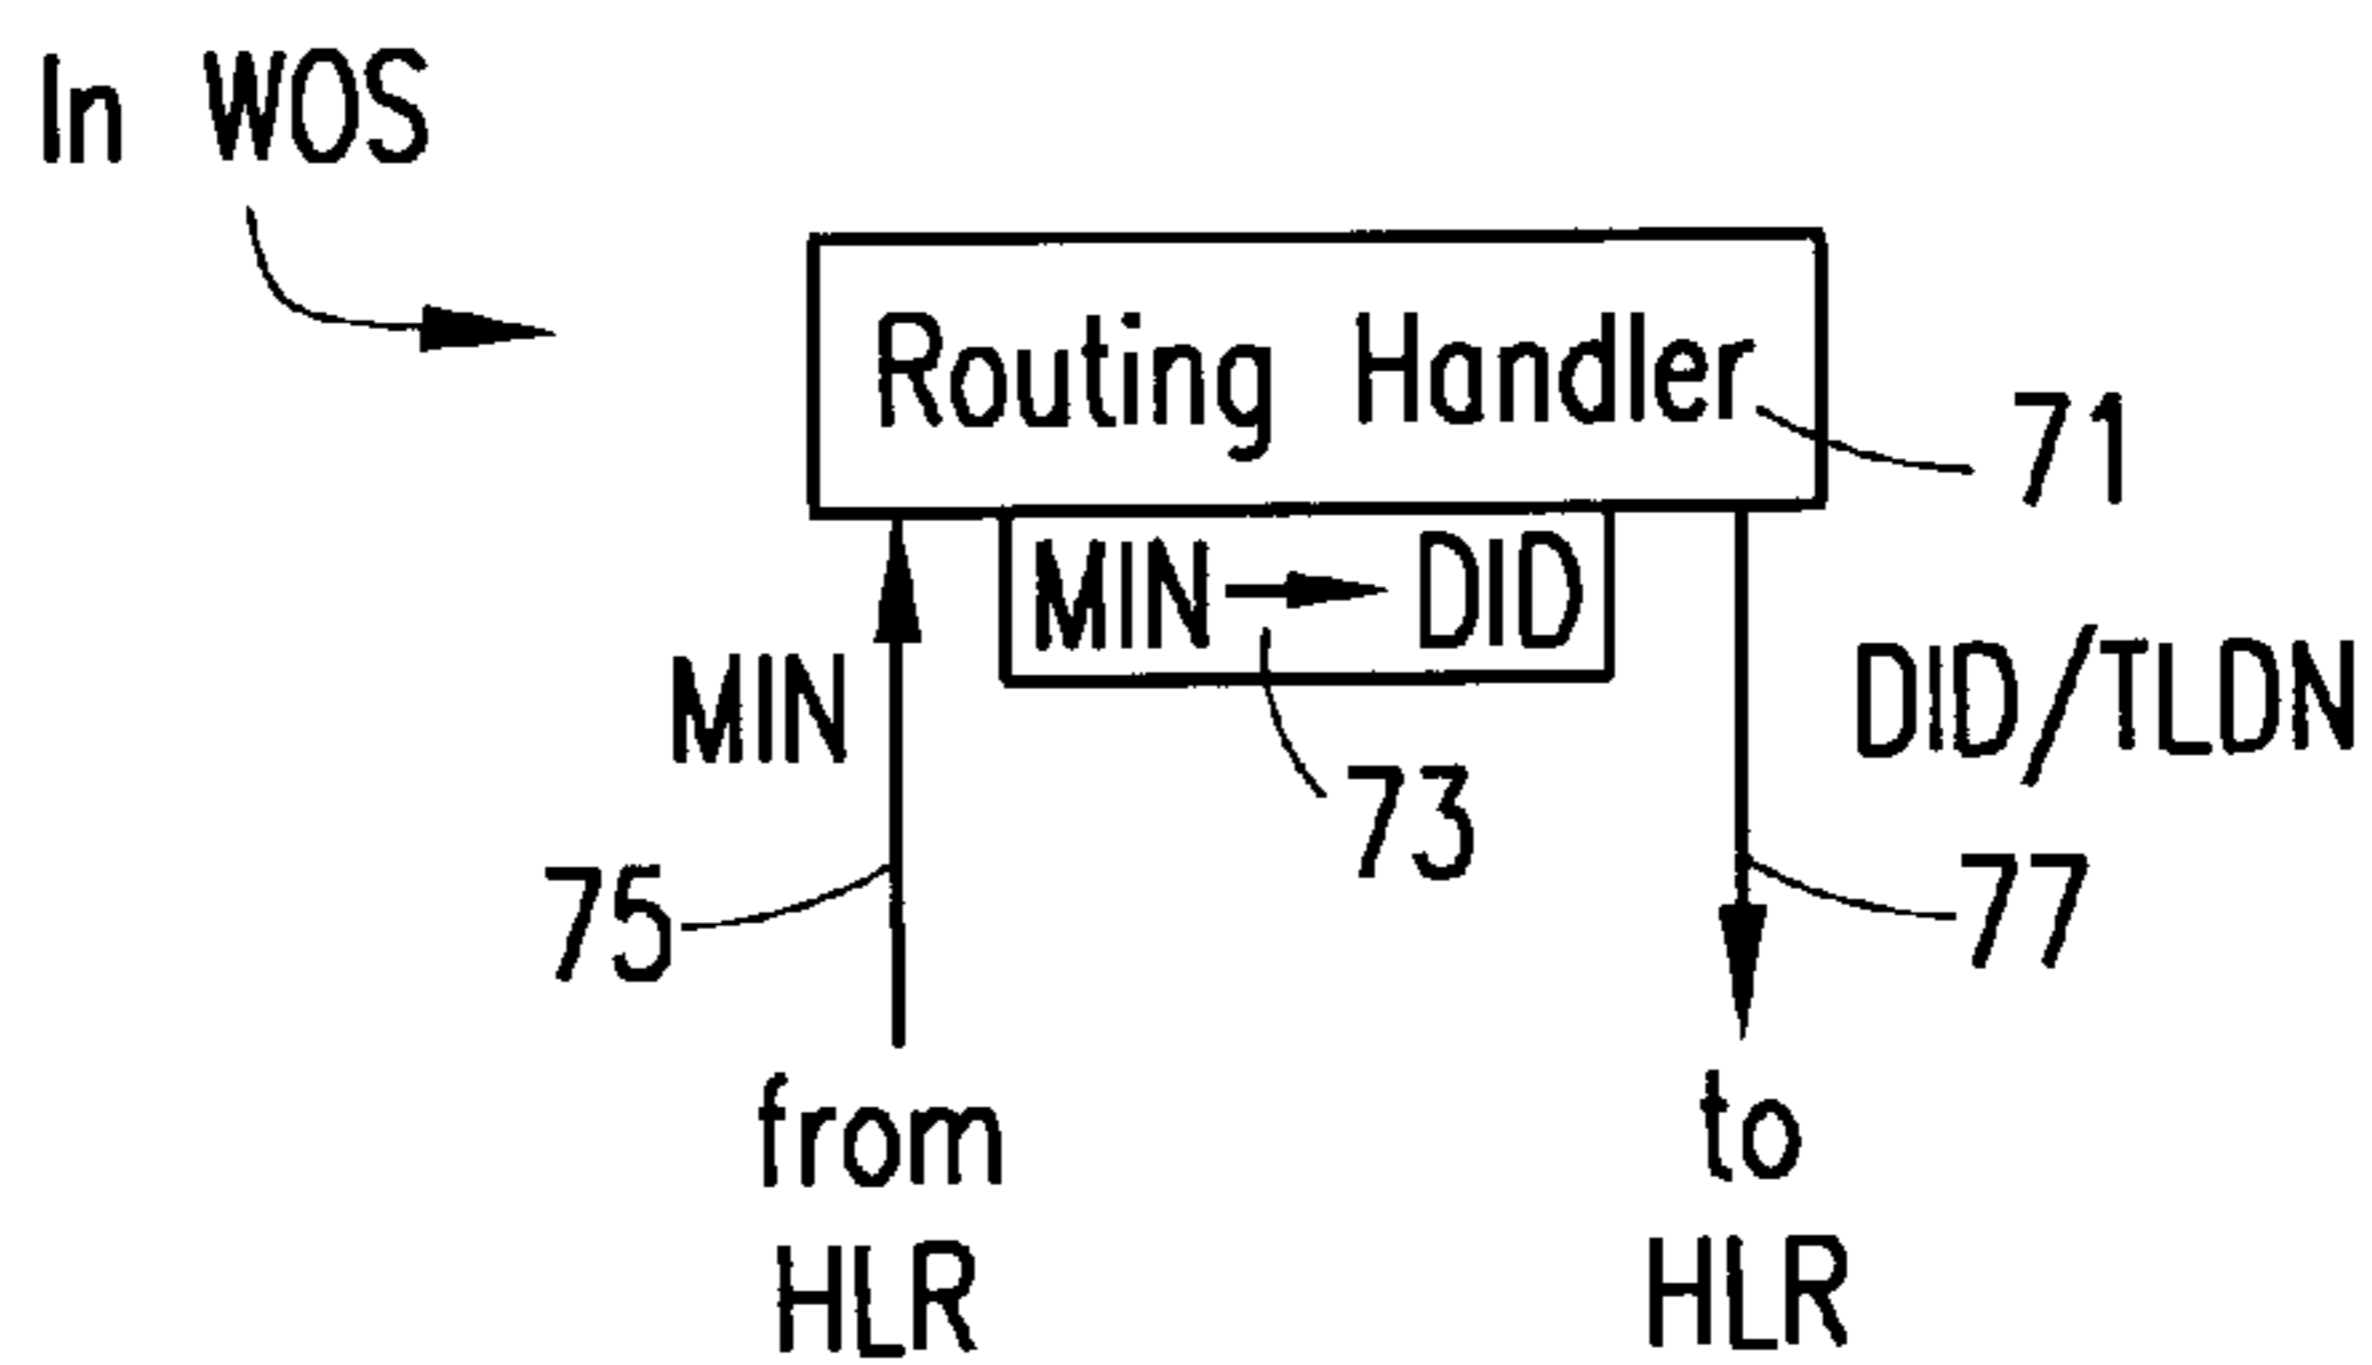 In WOS
Routing Handler
71
MIN → DID
MIN
DID/TLDN
73
75
77
from
HLR
to
HLR